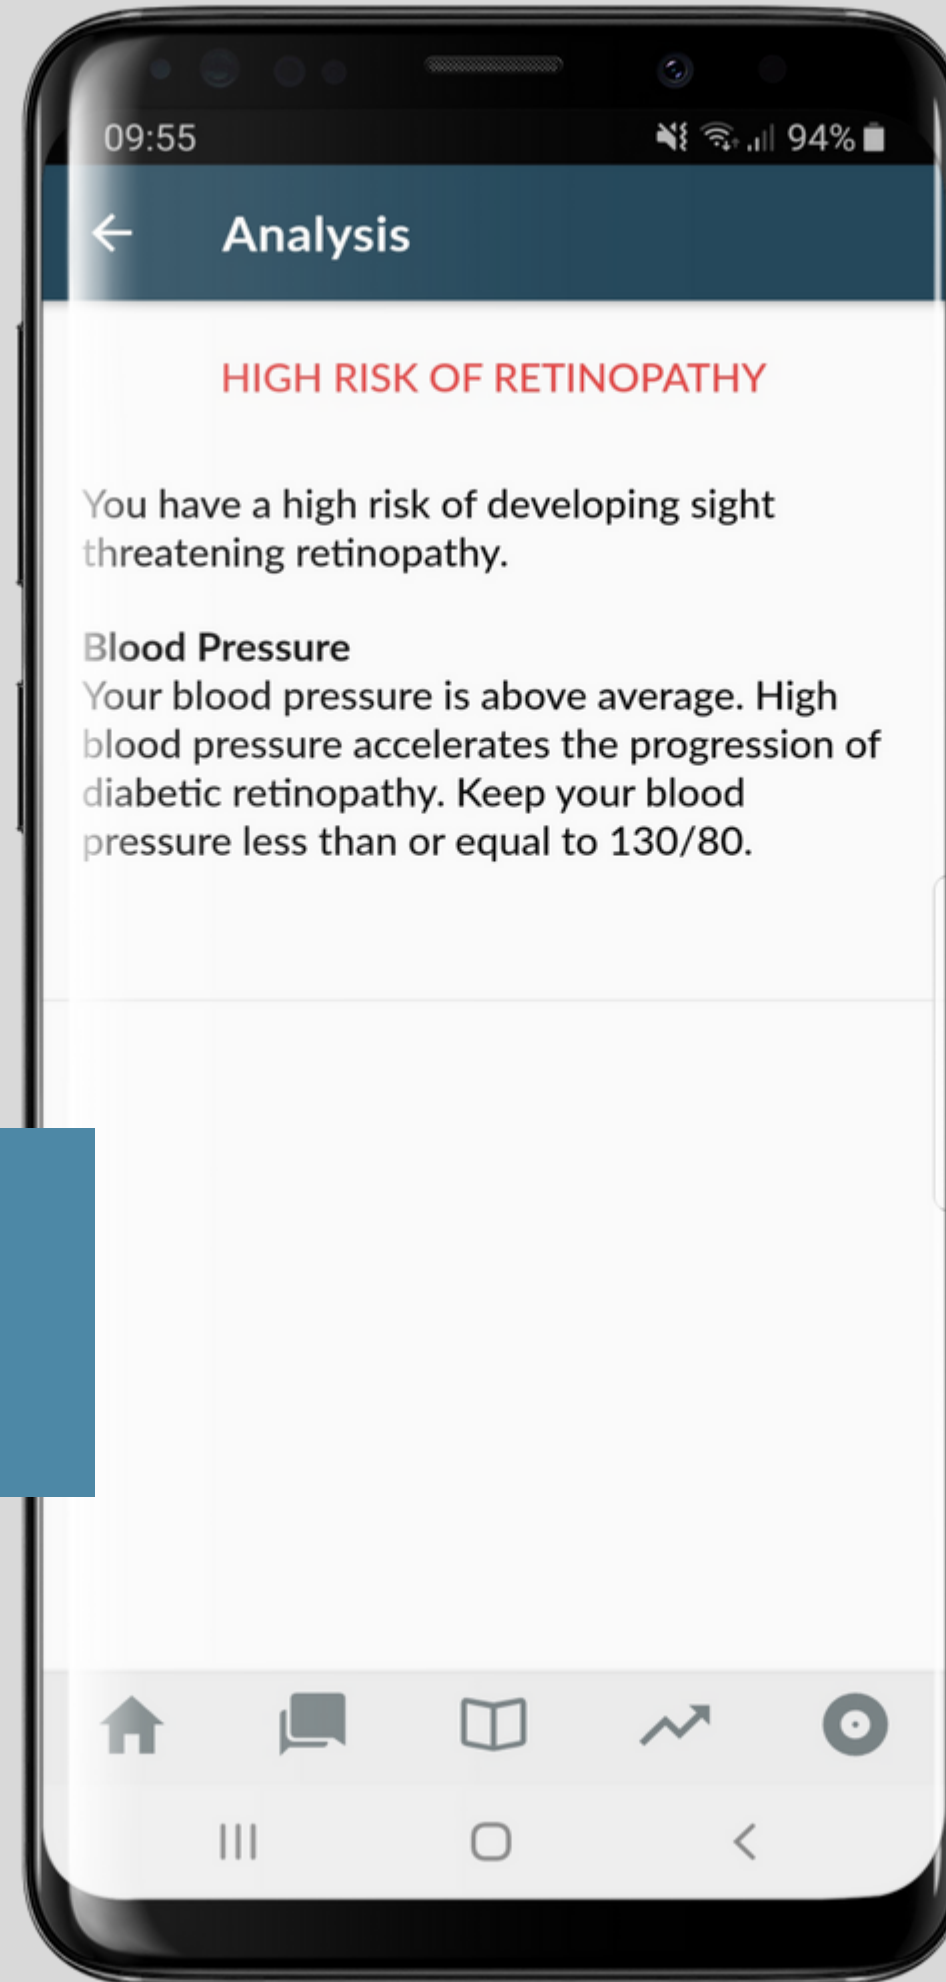 09:55
94%
Analysis
HIGH RISK OF RETINOPATHY
You have a high risk of developing sight
threatening retinopathy.
Blood Pressure
Your blood pressure is above average. High
blood pressure accelerates the progression of
diabetic retinopathy. Keep your blood
pressure less than or equal to 130/80.